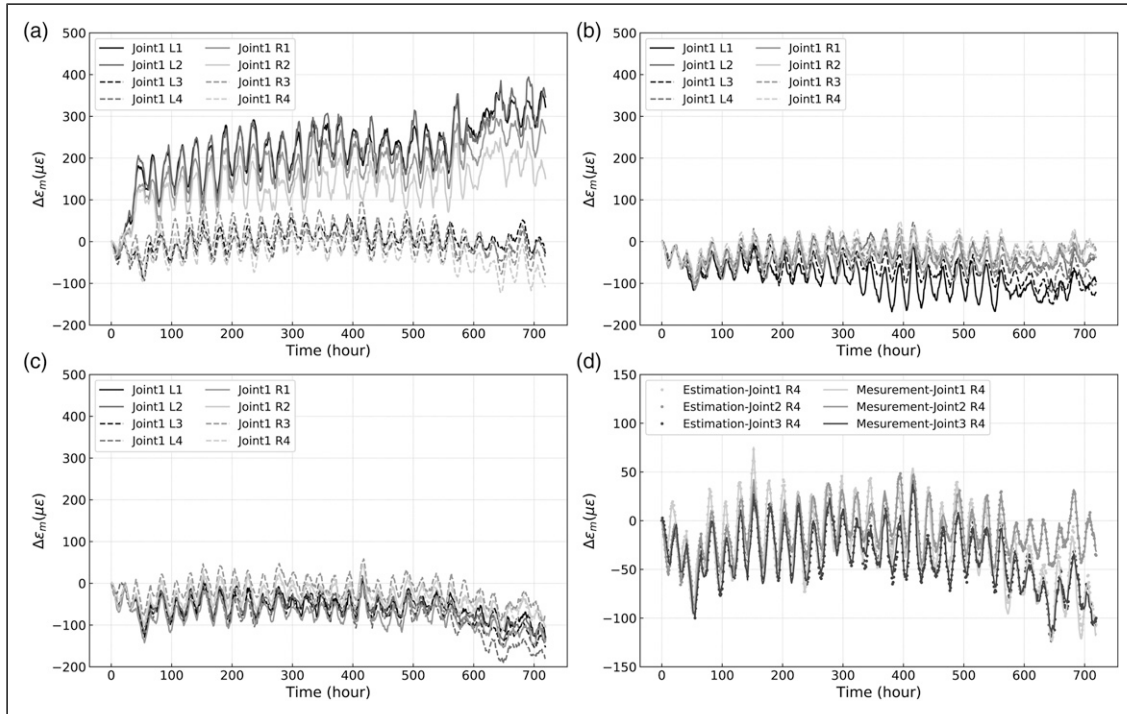 (a)
500
400
300
200
100
0
−100
−200
Δε_m(με)
Joint1 L1 Joint1 R1
Joint1 L2 Joint1 R2
Joint1 L3 Joint1 R3
Joint1 L4 Joint1 R4
0 100 200 300 400 500 600 700
Time (hour)
(b)
500
400
300
200
100
0
−100
−200
Δε_m(με)
Joint1 L1 Joint1 R1
Joint1 L2 Joint1 R2
Joint1 L3 Joint1 R3
Joint1 L4 Joint1 R4
0 100 200 300 400 500 600 700
Time (hour)
(c)
500
400
300
200
100
0
−100
−200
Δε_m(με)
Joint1 L1 Joint1 R1
Joint1 L2 Joint1 R2
Joint1 L3 Joint1 R3
Joint1 L4 Joint1 R4
0 100 200 300 400 500 600 700
Time (hour)
(d)
150
100
50
0
−50
−100
−150
Δε_m(με)
Estimation-Joint1 R4 Mesurement-Joint1 R4
Estimation-Joint2 R4 Mesurement-Joint2 R4
Estimation-Joint3 R4 Mesurement-Joint3 R4
0 100 200 300 400 500 600 700
Time (hour)